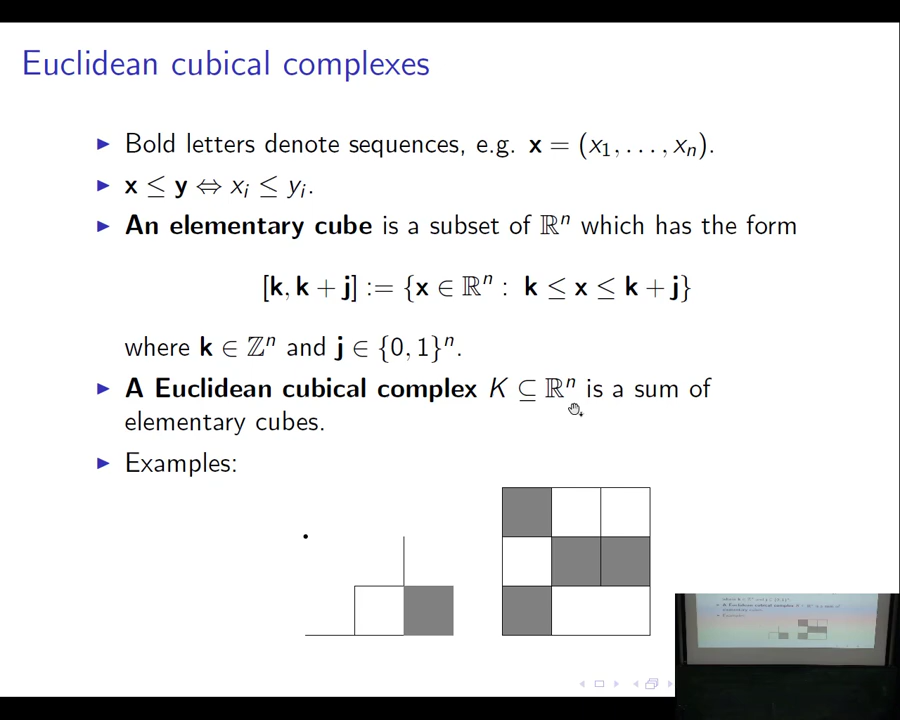 Euclidean cubical complexes
▶ Bold letters denote sequences, e.g. x = (x₁, . . . , xₙ).
▶ x ≤ y ⇔ xᵢ ≤ yᵢ.
▶ An elementary cube is a subset of ℝⁿ which has the form
[k, k + j] := {x ∈ ℝⁿ : k ≤ x ≤ k + j}
where k ∈ ℤⁿ and j ∈ {0, 1}ⁿ.
▶ A Euclidean cubical complex K ⊆ ℝⁿ is a sum of
elementary cubes.
▶ Examples: